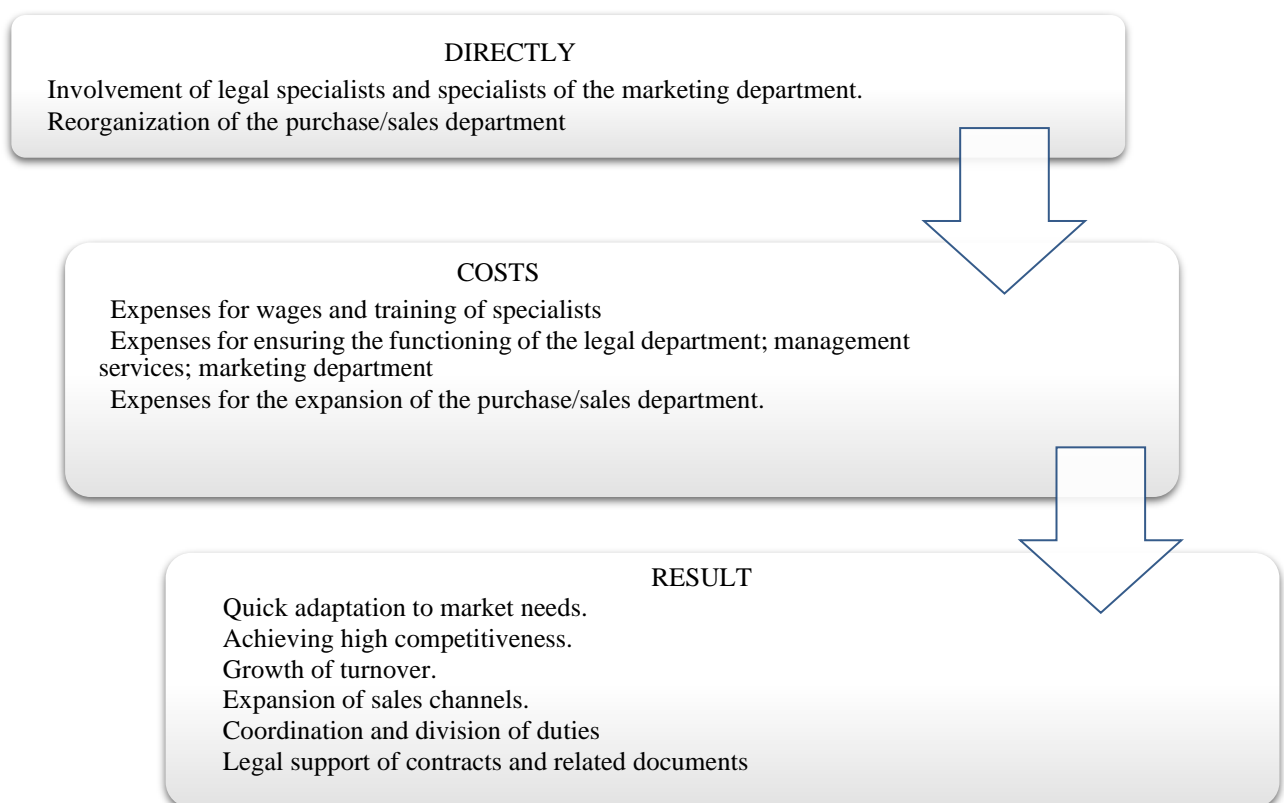 DIRECTLY
Involvement of legal specialists and specialists of the marketing department.
Reorganization of the purchase/sales department
COSTS
Expenses for wages and training of specialists
Expenses for ensuring the functioning of the legal department; management
services; marketing department
Expenses for the expansion of the purchase/sales department.
RESULT
Quick adaptation to market needs.
Achieving high competitiveness.
Growth of turnover.
Expansion of sales channels.
Coordination and division of duties
Legal support of contracts and related documents